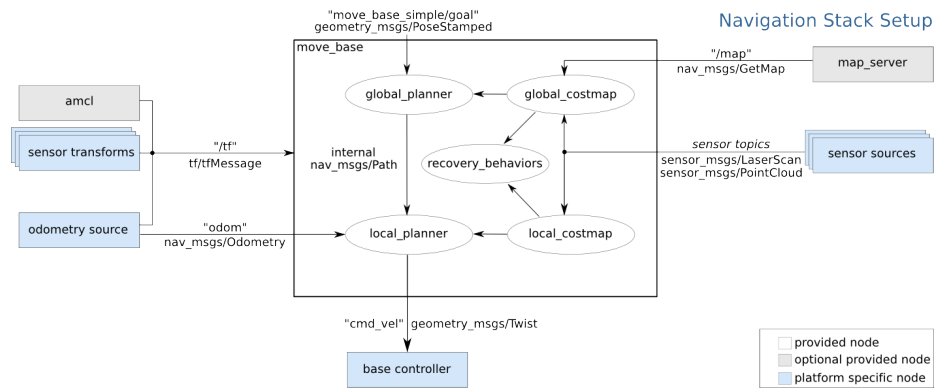 Navigation Stack Setup
"move_base_simple/goal"
geometry_msgs/PoseStamped
move_base
"/map"
nav_msgs/GetMap
map_server
global_planner
global_costmap
amcl
sensor transforms
"/tf"
tf/tfMessage
internal
nav_msgs/Path
recovery_behaviors
sensor topics
sensor_msgs/LaserScan
sensor_msgs/PointCloud
sensor sources
odometry source
"odom"
nav_msgs/Odometry
local_planner
local_costmap
"cmd_vel" geometry_msgs/Twist
base controller
provided node
optional provided node
platform specific node